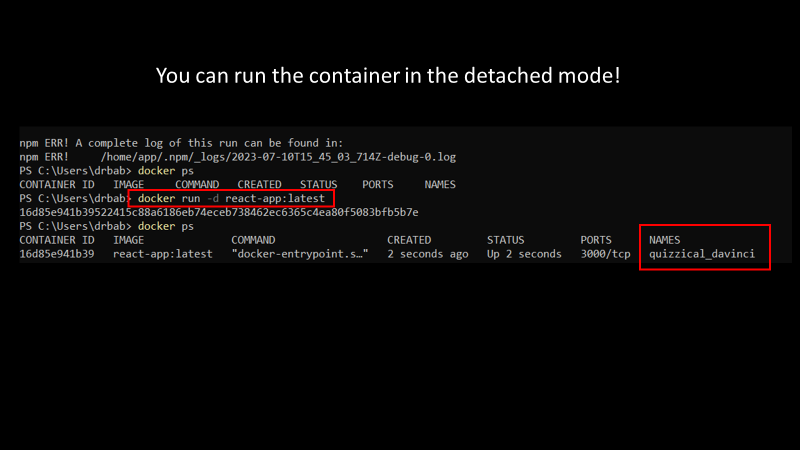 You can run the container in the detached mode!
npm ERR! A complete log of this run can be found in:
npm ERR!     /home/app/.npm/_logs/2023-07-10T15_45_03_714Z-debug-0.log
PS C:\Users\drbab> docker ps
CONTAINER ID   IMAGE     COMMAND   CREATED   STATUS    PORTS     NAMES
PS C:\Users\drbab> docker run -d react-app:latest
16d85e941b39522415c88a6186eb74eceb738462ec6365c4ea80f5083bfb5b7e
PS C:\Users\drbab> docker ps
CONTAINER ID   IMAGE              COMMAND                  CREATED         STATUS         PORTS      NAMES
16d85e941b39   react-app:latest   "docker-entrypoint.s…"   2 seconds ago   Up 2 seconds   3000/tcp   quizzical_davinci